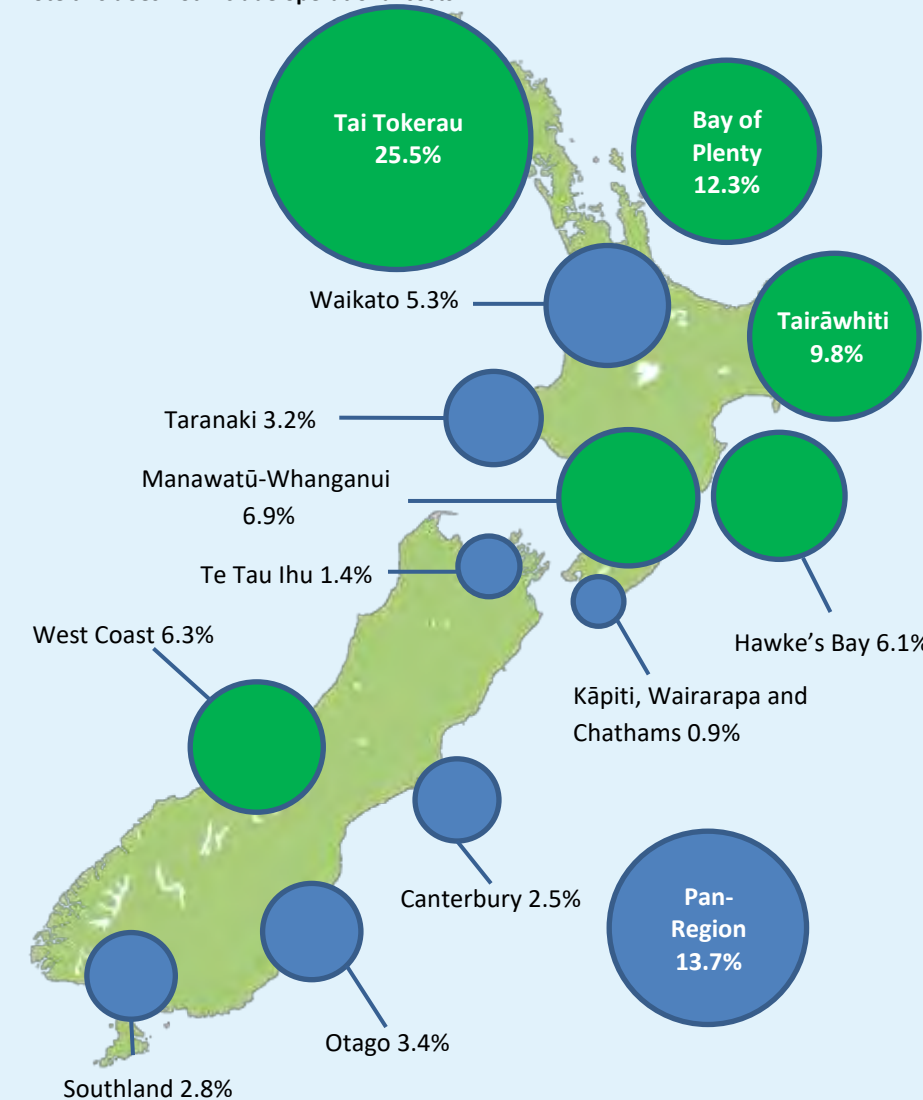 Tai Tokerau
25.5%
Bay of
Plenty
12.3%
Waikato 5.3%
Tairāwhiti
9.8%
Taranaki 3.2%
Manawatū-Whanganui
6.9%
Te Tau Ihu 1.4%
West Coast 6.3%
Hawke's Bay 6.1%
Kāpiti, Wairarapa and
Chathams 0.9%
Canterbury 2.5%
Pan-
Region
13.7%
Otago 3.4%
Southland 2.8%